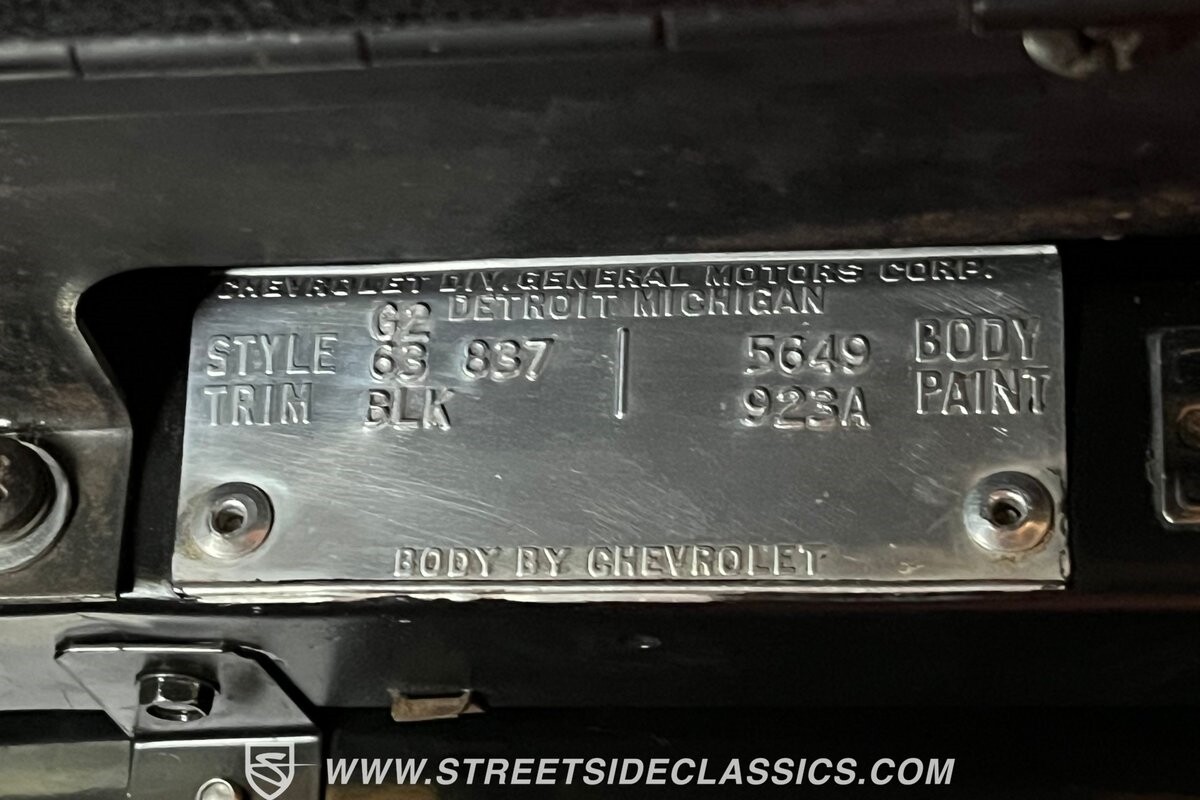 CHEVROLET DIV. GENERAL MOTORS CORP.
DETROIT MICHIGAN
G2
STYLE 63 837 5649 BODY
TRIM BLK 923A PAINT
BODY BY CHEVROLET
WWW.STREETSIDECLASSICS.COM